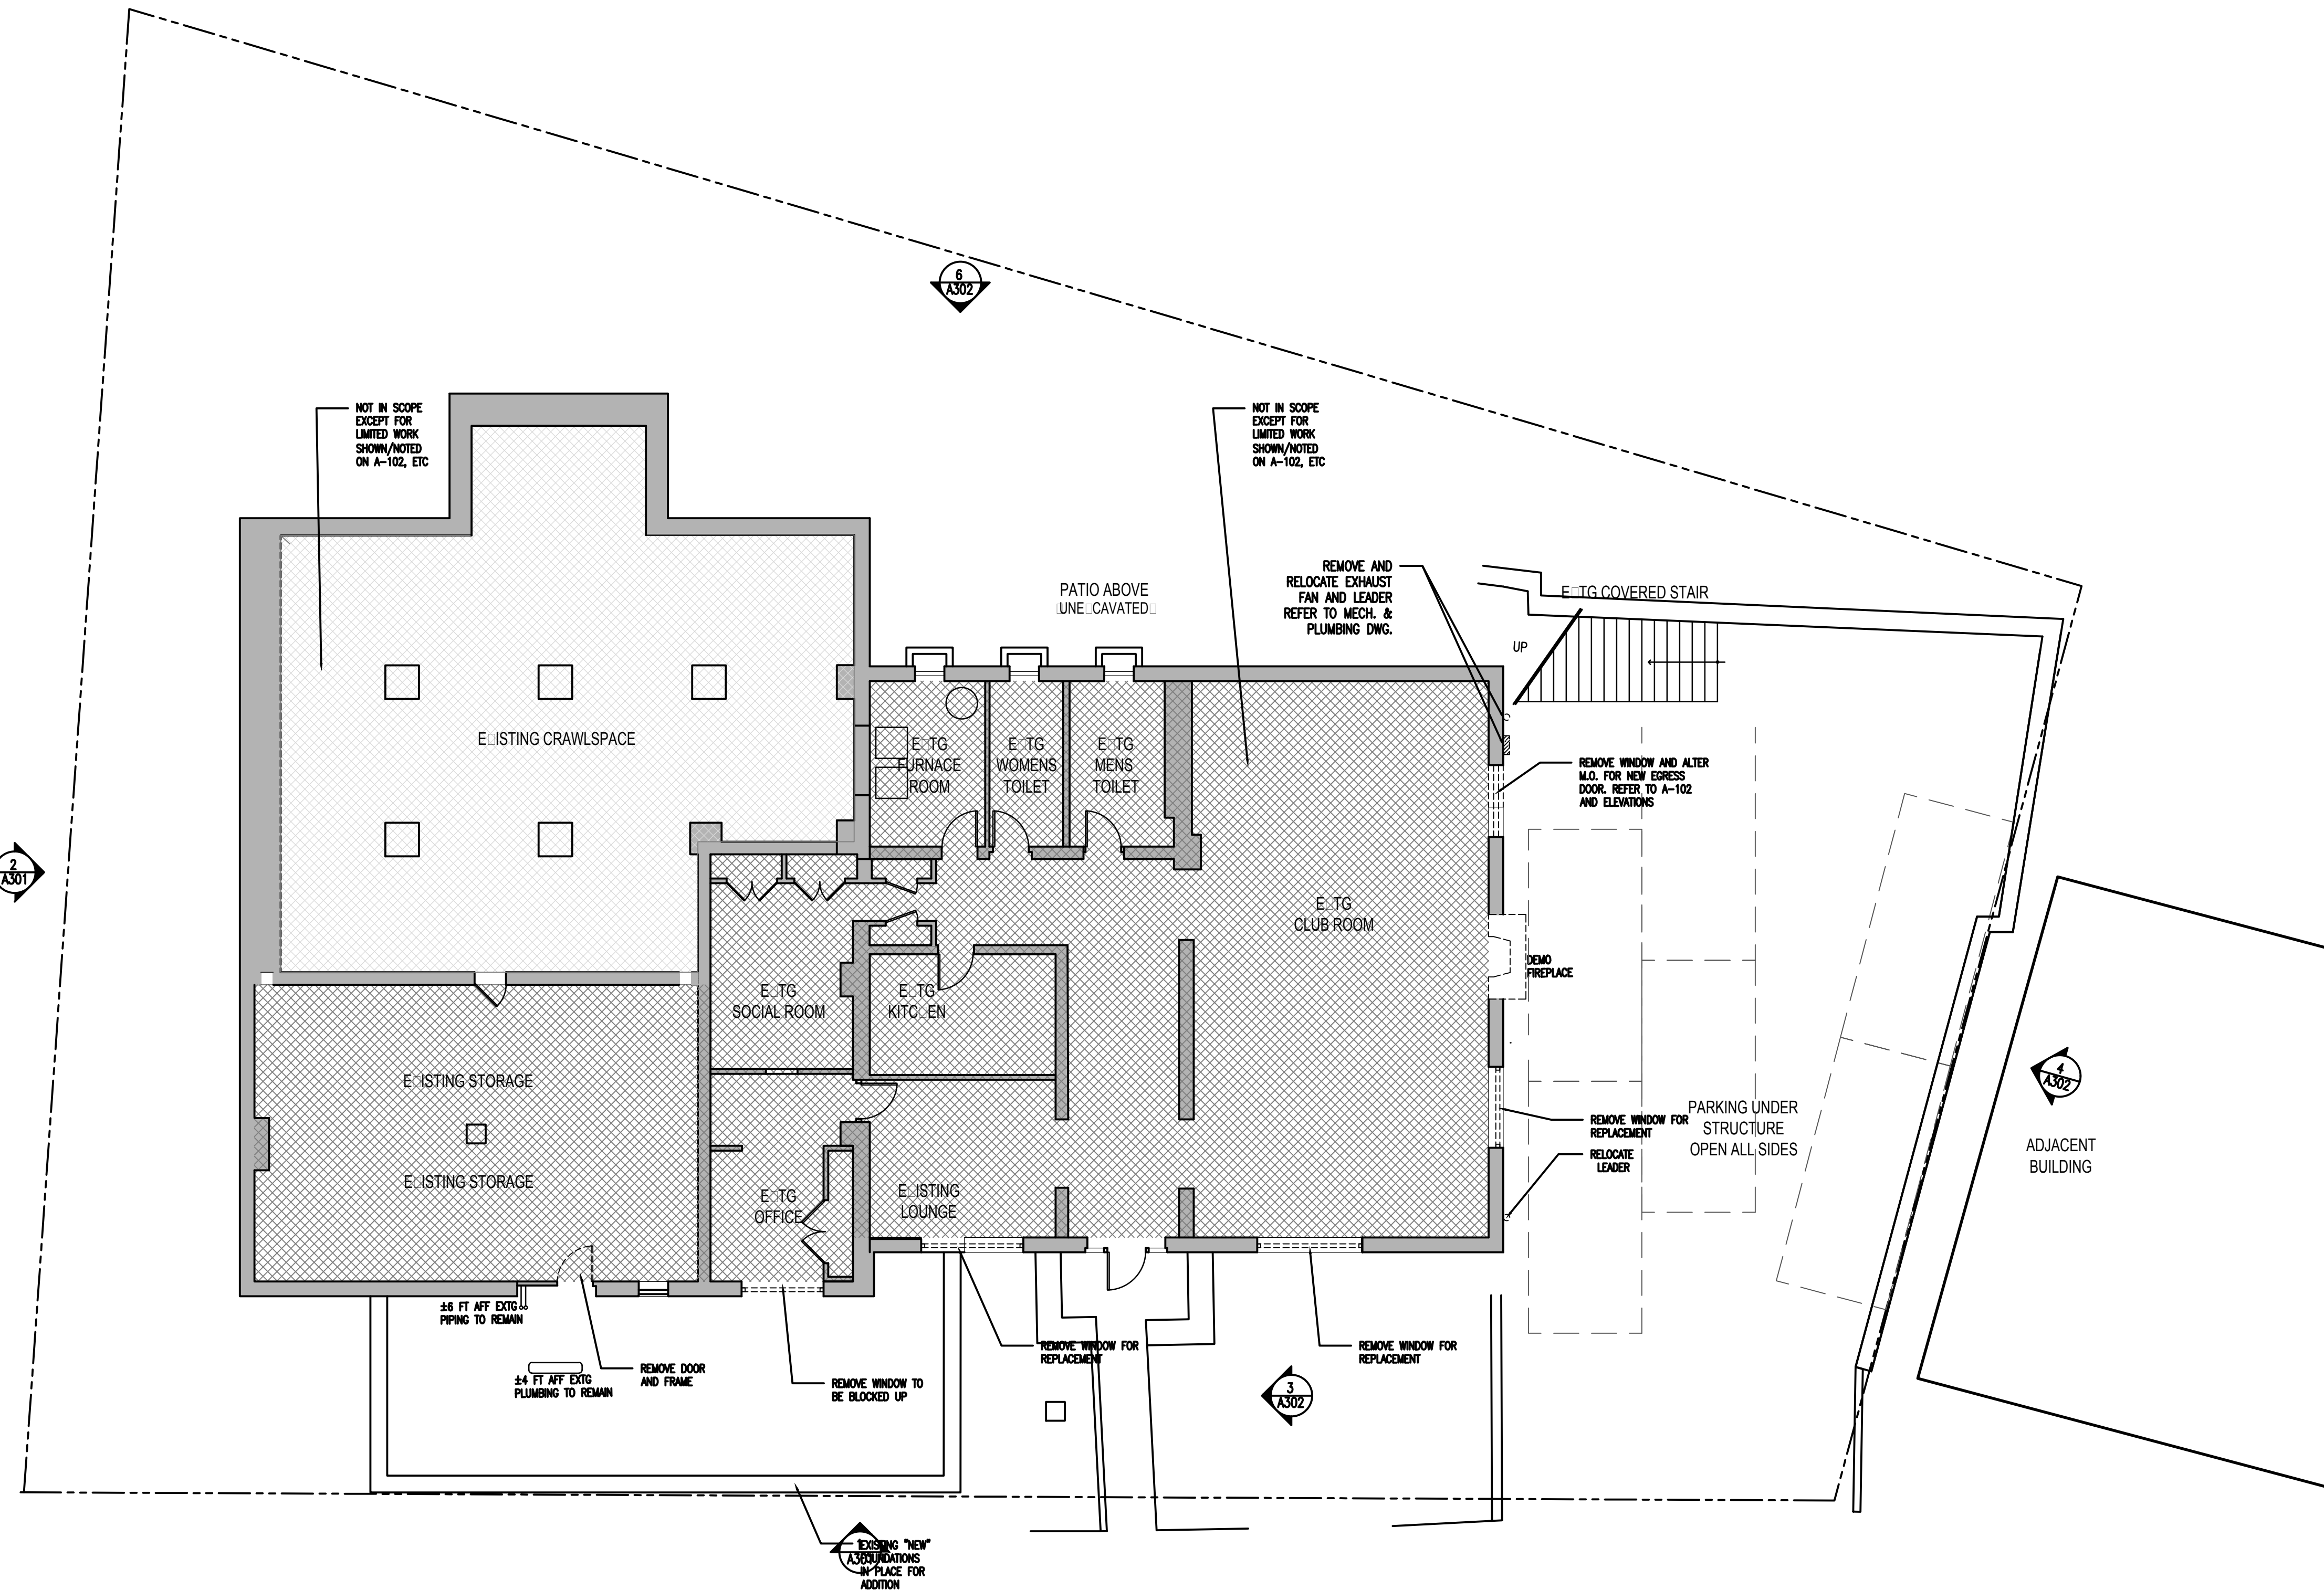 6
A302
NOT IN SCOPE
EXCEPT FOR
LIMITED WORK
SHOWN/NOTED
ON A-102, ETC
NOT IN SCOPE
EXCEPT FOR
LIMITED WORK
SHOWN/NOTED
ON A-102, ETC
REMOVE AND
RELOCATE EXHAUST
FAN AND LEADER
REFER TO MECH. &
PLUMBING DWG.
PATIO ABOVE
□UNE□CAVATED□
E□TG COVERED STAIR
UP
E□ISTING CRAWLSPACE
E□TG
FURNACE
ROOM
E□TG
WOMENS
TOILET
E□TG
MENS
TOILET
REMOVE WINDOW AND ALTER
M.O. FOR NEW EGRESS
DOOR. REFER TO A-102
AND ELEVATIONS
2
A301
E□TG
CLUB ROOM
DEMO
FIREPLACE
E□TG
SOCIAL ROOM
E□TG
KITC□EN
E□ISTING STORAGE
4
A302
REMOVE WINDOW FOR
REPLACEMENT
PARKING UNDER
STRUCTURE
OPEN ALL SIDES
RELOCATE
LEADER
ADJACENT
BUILDING
E□ISTING STORAGE
E□TG
OFFICE
E□ISTING
LOUNGE
±6 FT AFF EXTG
PIPING TO REMAIN
±4 FT AFF EXTG
PLUMBING TO REMAIN
REMOVE DOOR
AND FRAME
REMOVE WINDOW TO
BE BLOCKED UP
REMOVE WINDOW FOR
REPLACEMENT
REMOVE WINDOW FOR
REPLACEMENT
3
A302
1
A301
EXISTING "NEW"
FOUNDATIONS
IN PLACE FOR
ADDITION